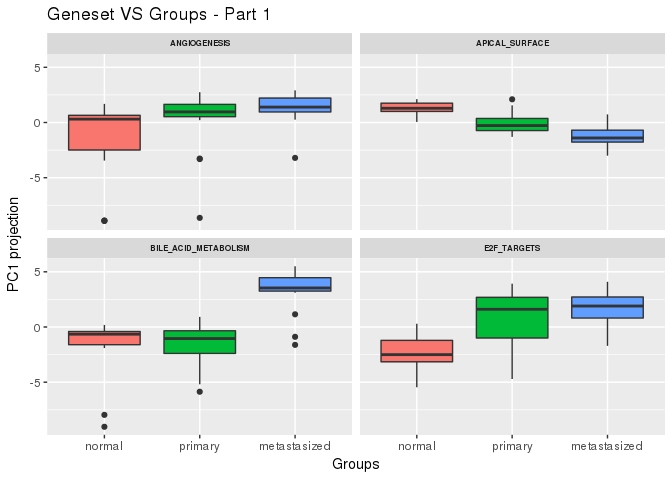 Geneset VS Groups - Part 1
ANGIOGENESIS
APICAL_SURFACE
5
0
-5
BILE_ACID_METABOLISM
E2F_TARGETS
5
0
-5
PC1 projection
normal
primary
metastasized
normal
primary
metastasized
Groups